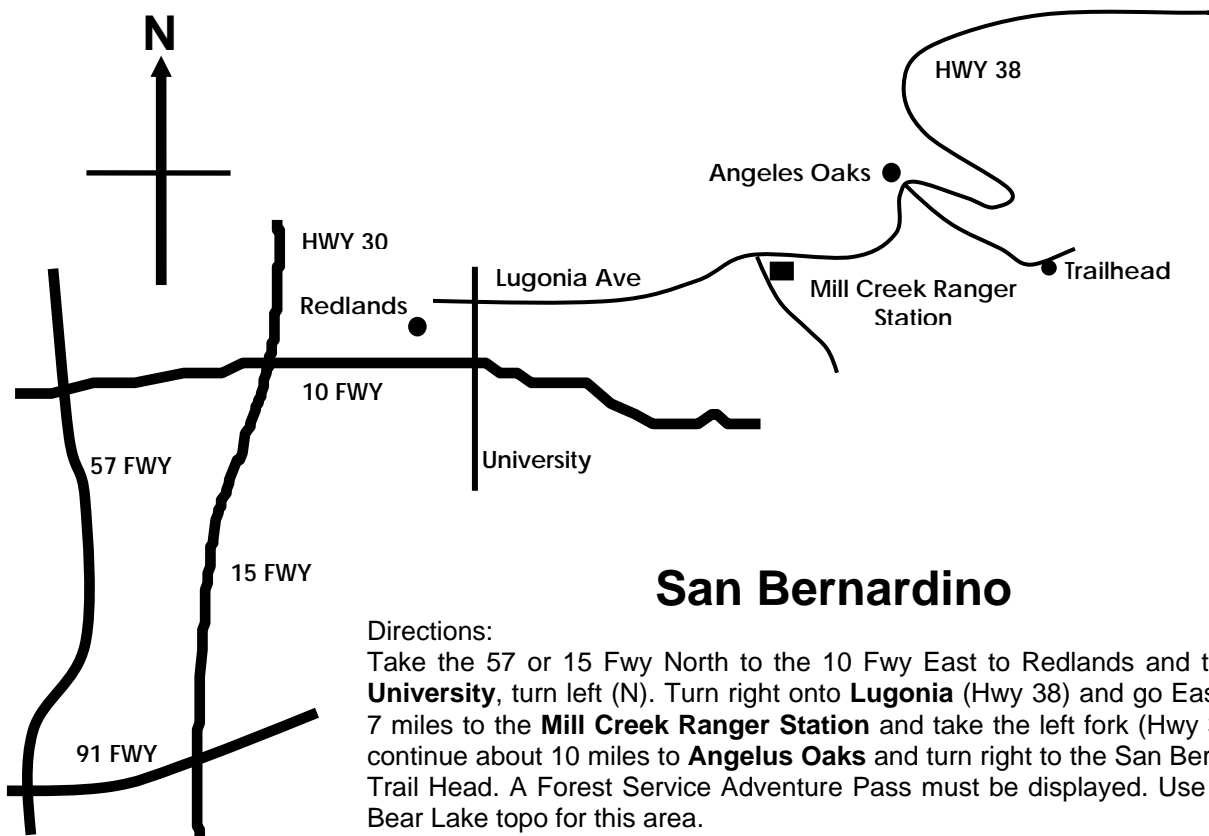 N
HWY 38
Angeles Oaks
HWY 30
Trailhead
Lugonia Ave
Mill Creek Ranger
Station
Redlands
10 FWY
University
57 FWY
15 FWY
San Bernardino
Directions:
Take the 57 or 15 Fwy North to the 10 Fwy East to Redlands and t
University, turn left (N). Turn right onto Lugonia (Hwy 38) and go Eas
7 miles to the Mill Creek Ranger Station and take the left fork (Hwy
continue about 10 miles to Angelus Oaks and turn right to the San Ber
Trail Head. A Forest Service Adventure Pass must be displayed. Use
Bear Lake topo for this area.
91 FWY